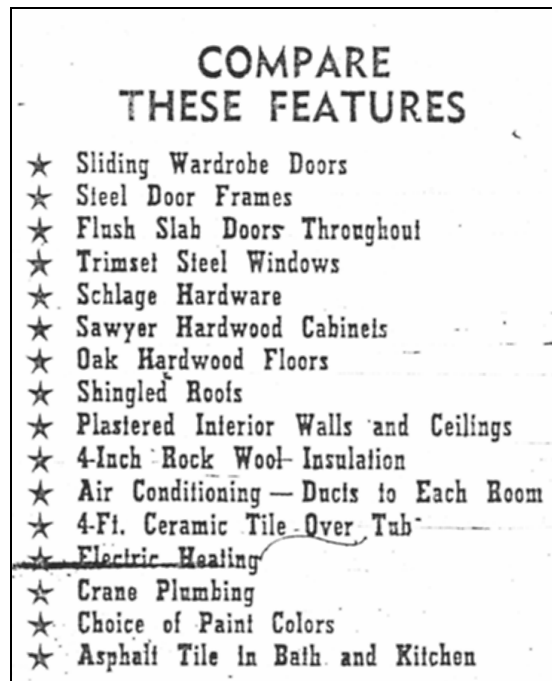 COMPARE
THESE FEATURES
★ Sliding Wardrobe Doors
★ Steel Door Frames
★ Flush Slab Doors Throughout
★ Trimset Steel Windows
★ Schlage Hardware
★ Sawyer Hardwood Cabinets
★ Oak Hardwood Floors
★ Shingled Roofs
★ Plastered Interior Walls and Ceilings
★ 4-Inch Rock Wool Insulation
★ Air Conditioning — Ducts to Each Room
★ 4-Ft. Ceramic Tile Over Tub
★ Electric Heating
★ Crane Plumbing
★ Choice of Paint Colors
★ Asphalt Tile in Bath and Kitchen